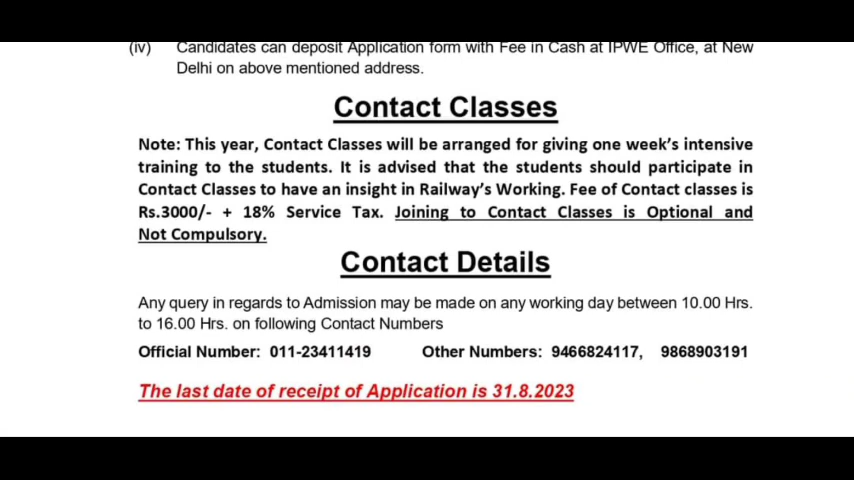 (iv) Candidates can deposit Application form with Fee in Cash at IPWE Office, at New
Delhi on above mentioned address.
Contact Classes
Note: This year, Contact Classes will be arranged for giving one week's intensive
training to the students. It is advised that the students should participate in
Contact Classes to have an insight in Railway's Working. Fee of Contact classes is
Rs.3000/- + 18% Service Tax. Joining to Contact Classes is Optional and
Not Compulsory.
Contact Details
Any query in regards to Admission may be made on any working day between 10.00 Hrs.
to 16.00 Hrs. on following Contact Numbers
Official Number: 011-23411419 Other Numbers: 9466824117, 9868903191
The last date of receipt of Application is 31.8.2023